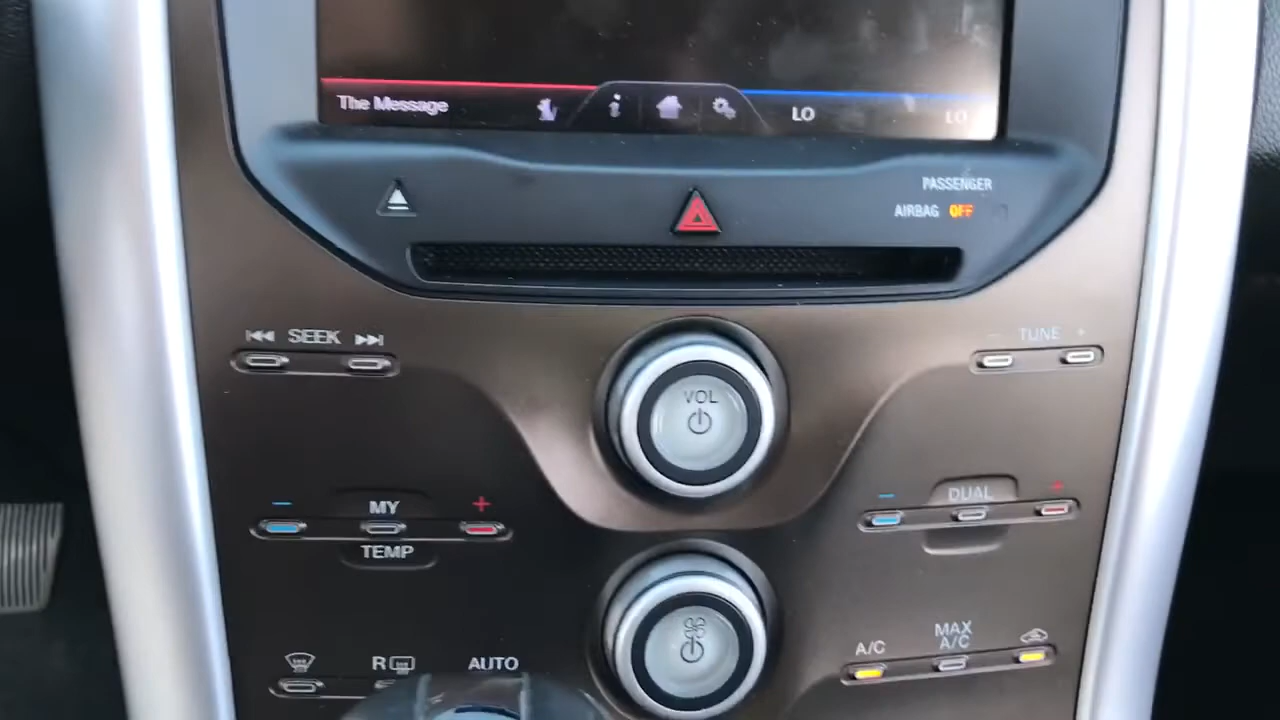 The Message
LO
LO
PASSENGER
AIRBAG OFF
SEEK
- TUNE +
VOL
- MY +
TEMP
- DUAL +
A/C
MAX
A/C
R
AUTO